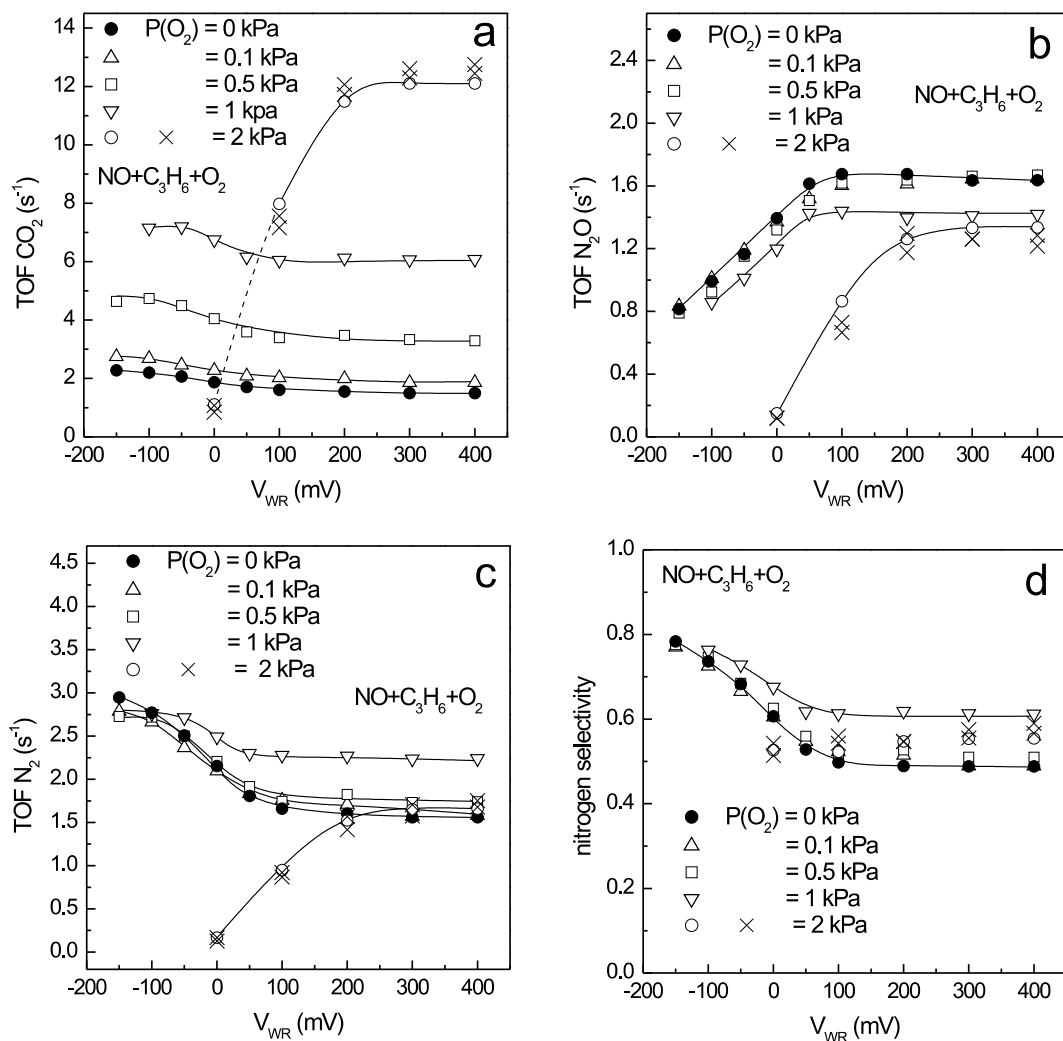 a
P(O2) = 0 kPa
= 0.1 kPa
= 0.5 kPa
= 1 kpa
= 2 kPa
NO+C3H6+O2
TOF CO2 (s-1)
14
12
10
8
6
4
2
0
-200 -100 0 100 200 300 400
VWR (mV)
b
P(O2) = 0 kPa
= 0.1 kPa
= 0.5 kPa
= 1 kPa
= 2 kPa
NO+C3H6+O2
TOF N2O (s-1)
2.4
2.0
1.6
1.2
0.8
0.4
0.0
-200 -100 0 100 200 300 400
VWR (mV)
c
P(O2) = 0 kPa
= 0.1 kPa
= 0.5 kPa
= 1 kPa
= 2 kPa
NO+C3H6+O2
TOF N2 (s-1)
4.5
4.0
3.5
3.0
2.5
2.0
1.5
1.0
0.5
0.0
-200 -100 0 100 200 300 400
VWR (mV)
d
NO+C3H6+O2
P(O2) = 0 kPa
= 0.1 kPa
= 0.5 kPa
= 1 kPa
= 2 kPa
nitrogen selectivity
1.0
0.8
0.6
0.4
0.2
0.0
-200 -100 0 100 200 300 400
VWR (mV)